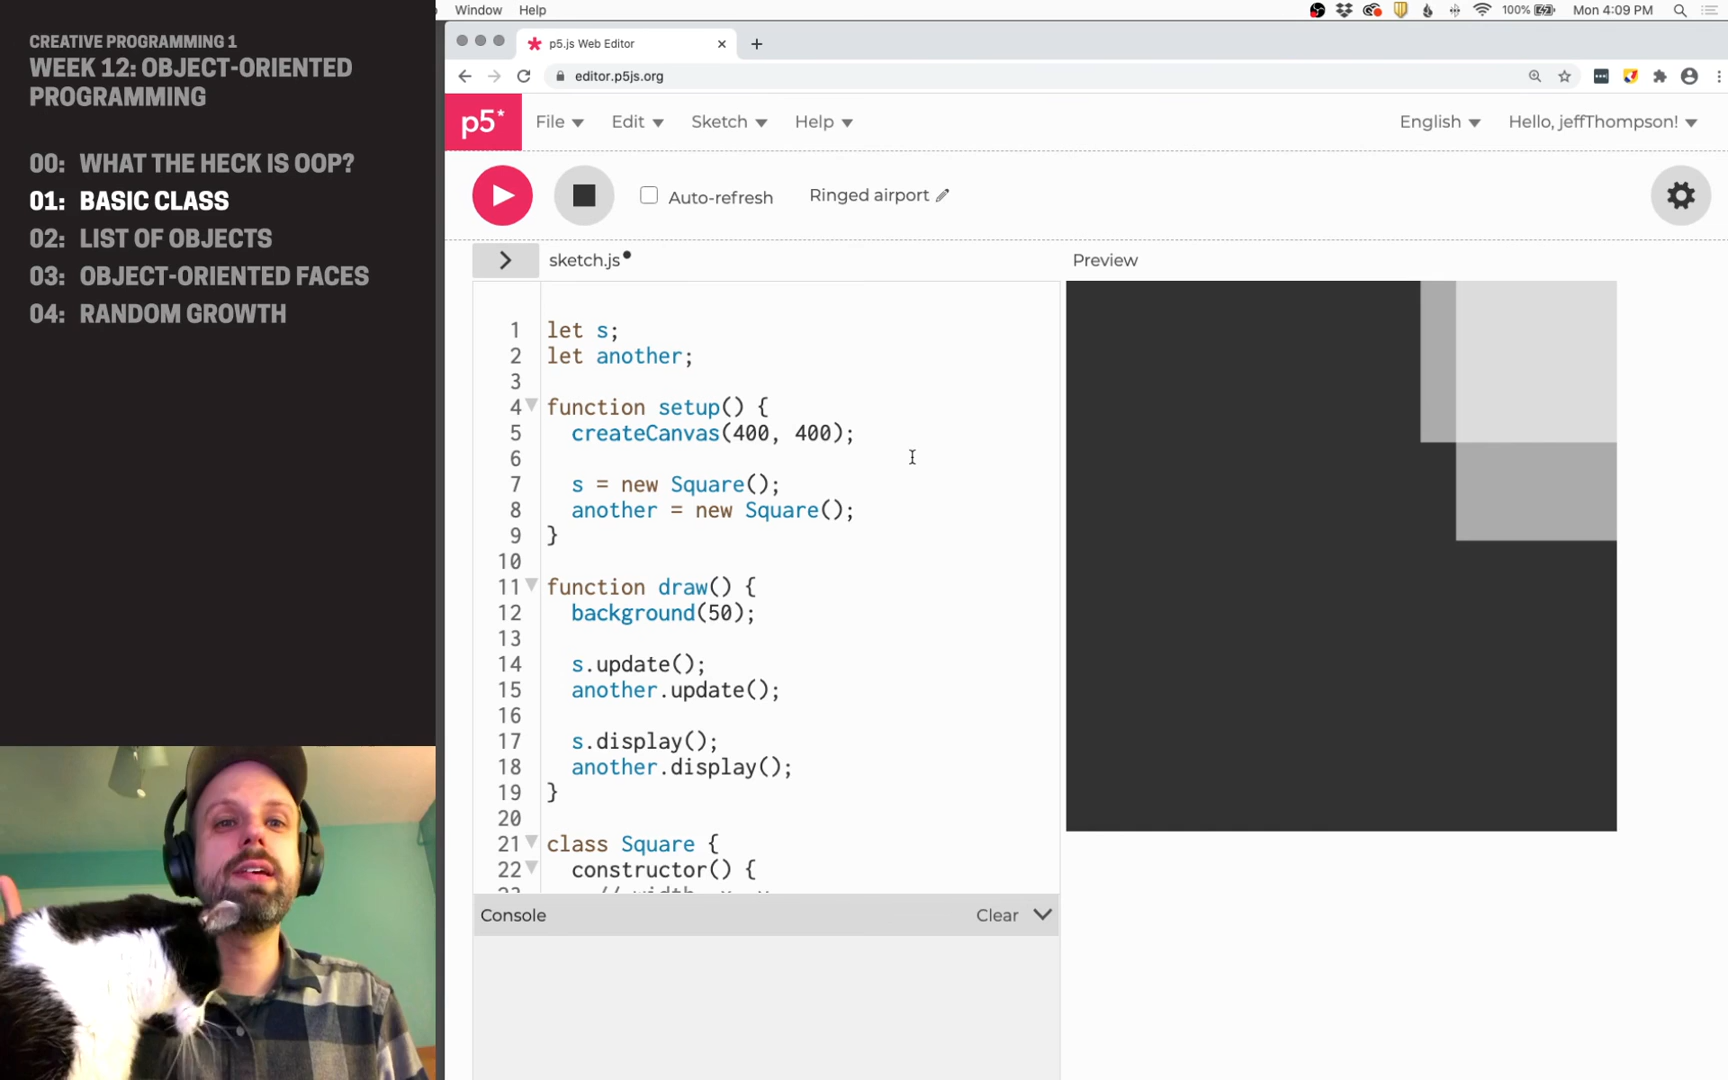 CREATIVE PROGRAMMING 1
WEEK 12: OBJECT-ORIENTED
PROGRAMMING
00: WHAT THE HECK IS OOP?
01: BASIC CLASS
02: LIST OF OBJECTS
03: OBJECT-ORIENTED FACES
04: RANDOM GROWTH
Window Help 100% Mon 4:09 PM
p5.js Web Editor
editor.p5js.org
p5* File Edit Sketch Help English Hello, jeffThompson!
Auto-refresh Ringed airport
sketch.js Preview
1 let s;
2 let another;
3
4 function setup() {
5 createCanvas(400, 400);
6
7 s = new Square();
8 another = new Square();
9 }
10
11 function draw() {
12 background(50);
13
14 s.update();
15 another.update();
16
17 s.display();
18 another.display();
19 }
20
21 class Square {
22 constructor() {
Console Clear